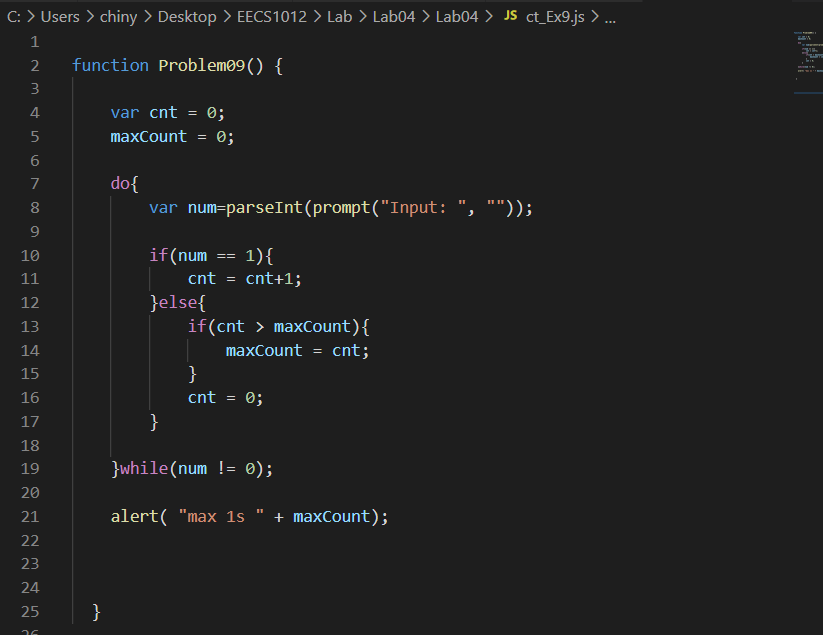 C: > Users > chiny > Desktop > EECS1012 > Lab > Lab04 > Lab04 > JS ct_Ex9.js > ...
1
2 function Problem09() {
3
4 var cnt = 0;
5 maxCount = 0;
6
7 do{
8 var num=parseInt(prompt("Input: ", ""));
9
10 if(num == 1){
11 cnt = cnt+1;
12 }else{
13 if(cnt > maxCount){
14 maxCount = cnt;
15 }
16 cnt = 0;
17 }
18
19 }while(num != 0);
20
21 alert( "max 1s " + maxCount);
22
23
24
25 }
26